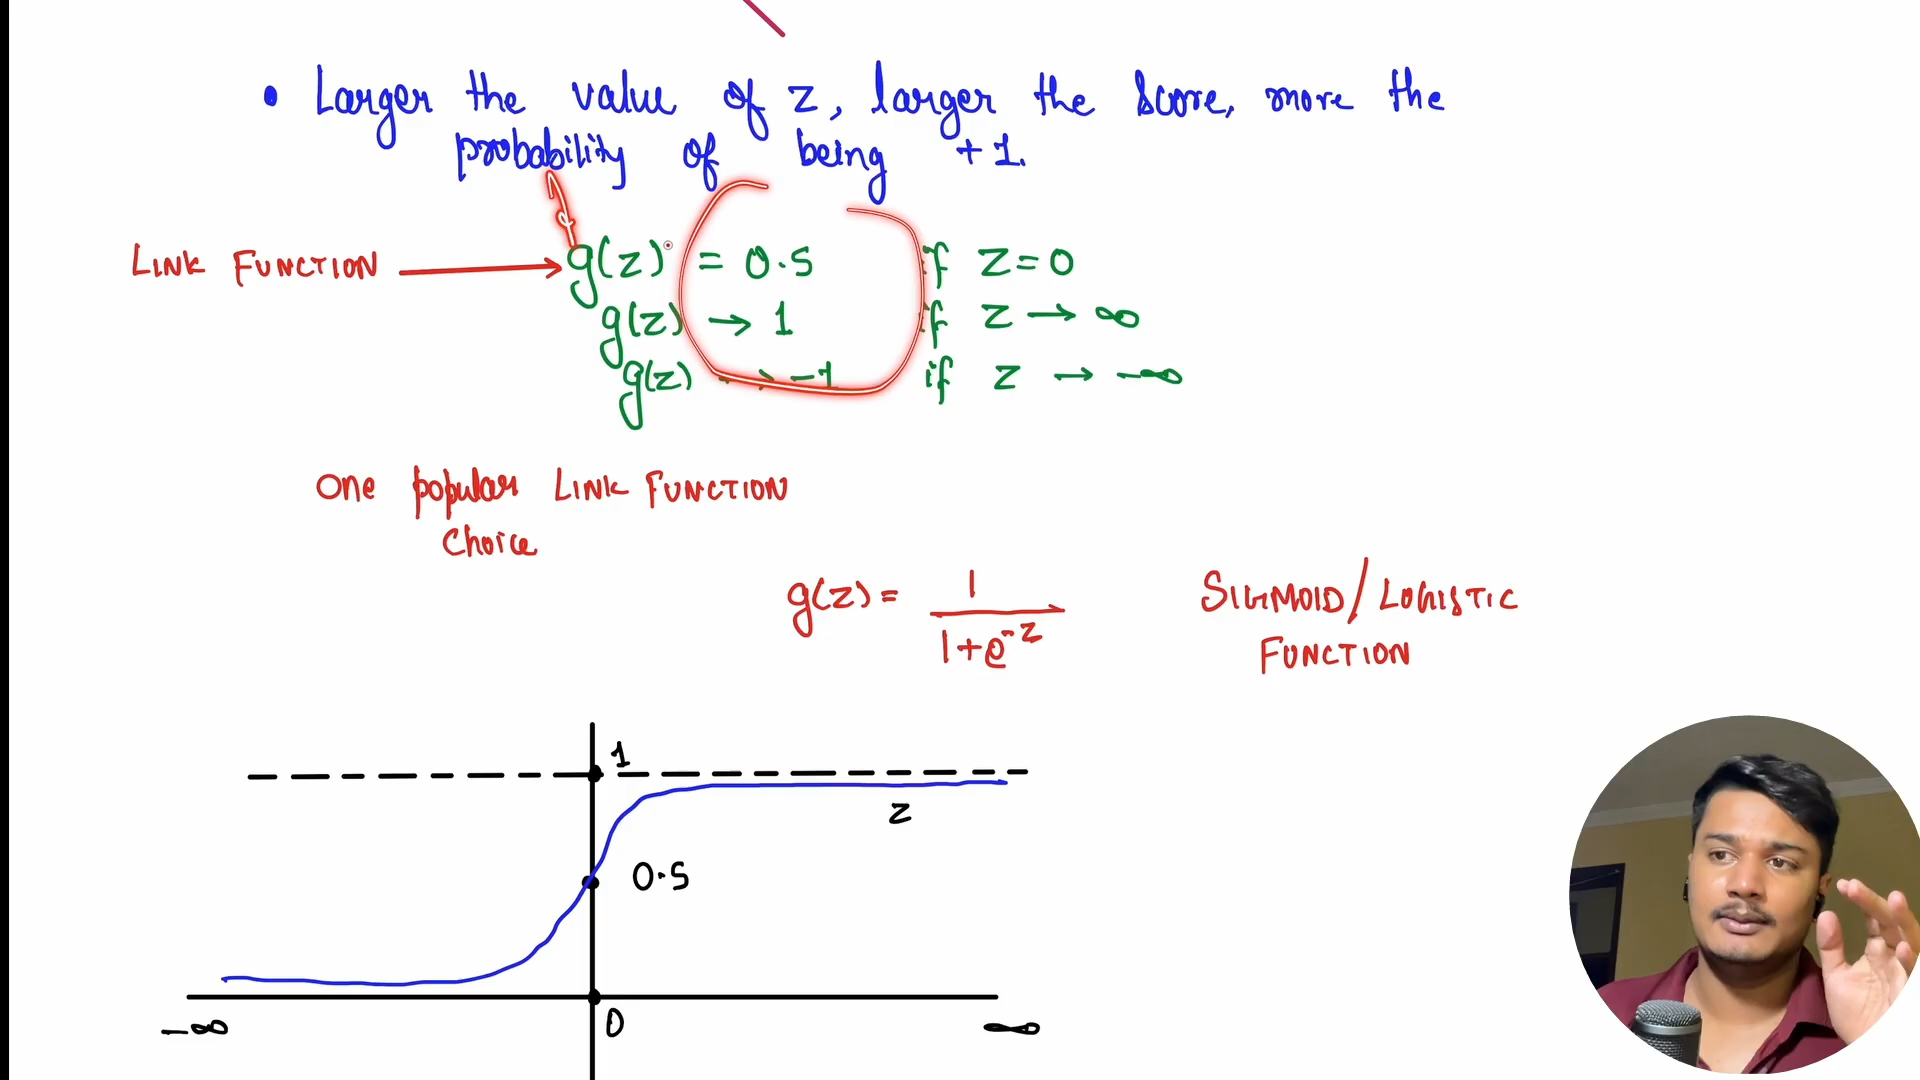 • Larger the value of z, larger the score, more the
probability of being +1.
LINK FUNCTION → g(z) = 0.5 if z=0
g(z) → 1 if z → ∞
g(z) → -1 if z → -∞
One popular LINK FUNCTION
Choice
g(z) = 1/(1+e^-z) SIGMOID/LOGISTIC
FUNCTION
1
z
0.5
-∞ 0 ∞